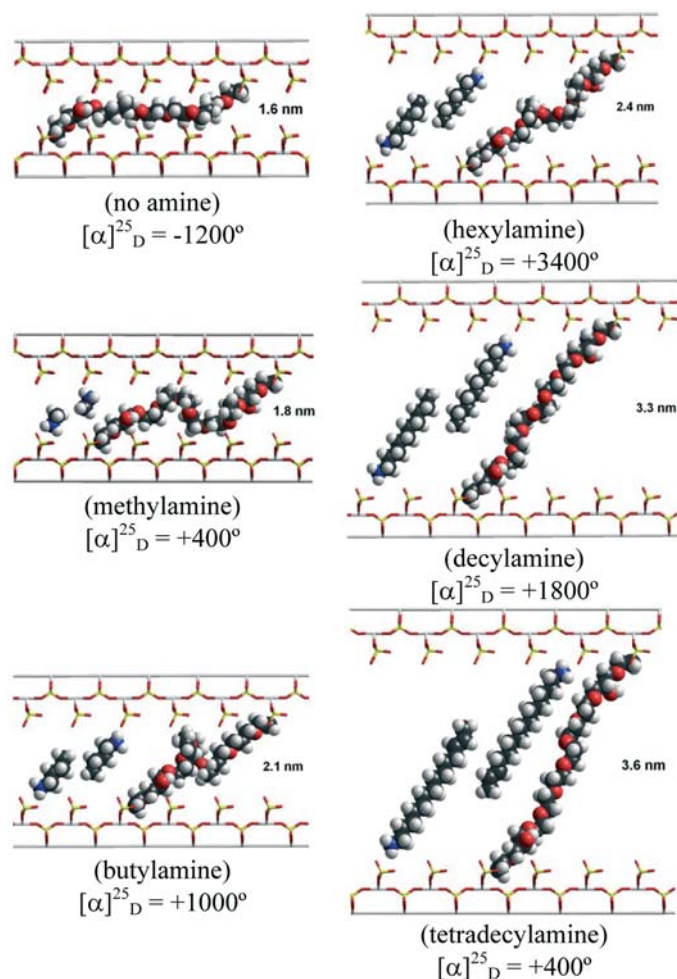 1.6 nm
(no amine)
[α]²⁵D = -1200º
1.8 nm
(methylamine)
[α]²⁵D = +400º
2.1 nm
(butylamine)
[α]²⁵D = +1000º
2.4 nm
(hexylamine)
[α]²⁵D = +3400º
3.3 nm
(decylamine)
[α]²⁵D = +1800º
3.6 nm
(tetradecylamine)
[α]²⁵D = +400º